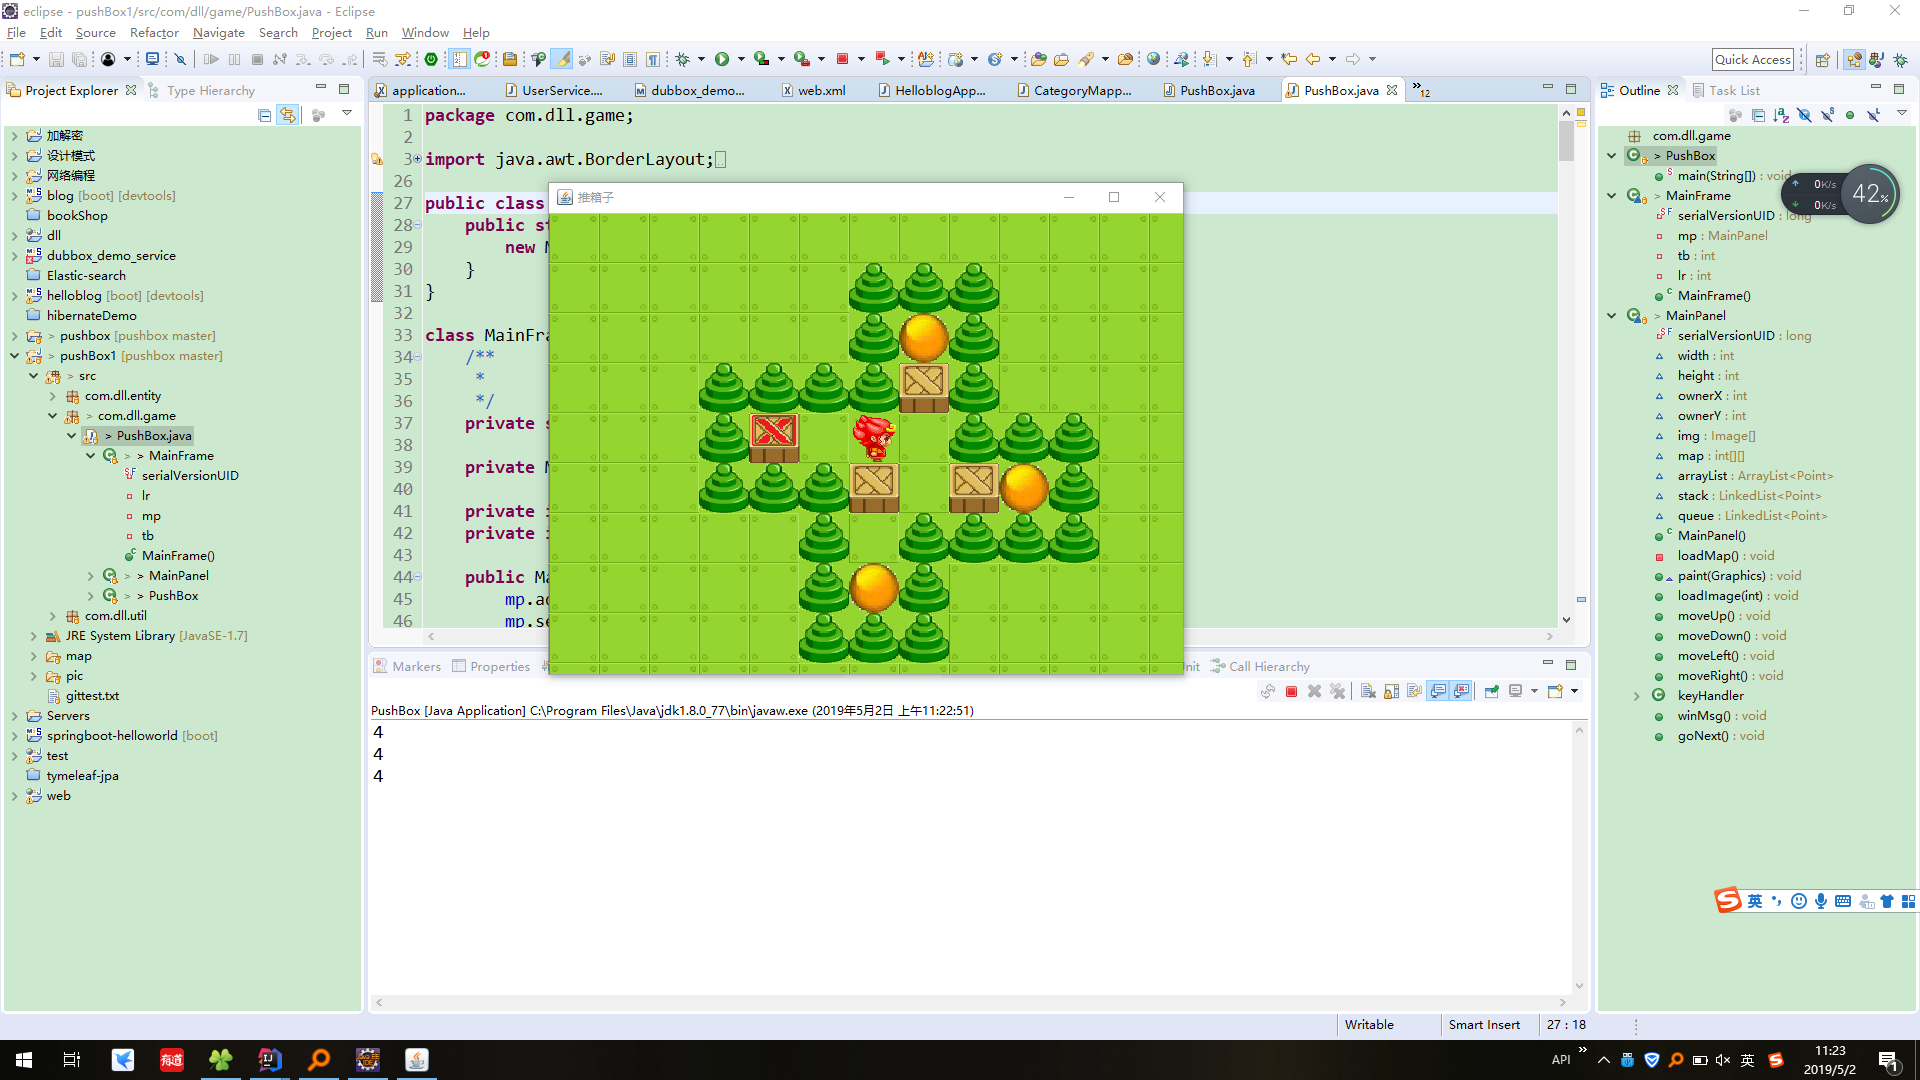 eclipse - pushBox1/src/com/dll/game/PushBox.java - Eclipse
File Edit Source Refactor Navigate Search Project Run Window Help
Quick Access
Project Explorer Type Hierarchy
加解密
设计模式
网络编程
blog [boot] [devtools]
bookShop
dll
dubbox_demo_service
Elastic-search
helloblog [boot] [devtools]
hibernateDemo
> pushbox [pushbox master]
> pushBox1 [pushbox master]
> src
com.dll.entity
> com.dll.game
> PushBox.java
> > MainFrame
serialVersionUID
lr
mp
tb
MainFrame()
> > MainPanel
> > PushBox
com.dll.util
JRE System Library [JavaSE-1.7]
map
pic
gittest.txt
Servers
springboot-helloworld [boot]
test
tymeleaf-jpa
web
application... UserService.... dubbox_demo... web.xml HelloblogApp... CategoryMapp... PushBox.java PushBox.java »12
1 package com.dll.game;
2
3 import java.awt.BorderLayout;
26
27 public class
28 public st
29 new M
30 }
31 }
32
33 class MainFra
34 /**
35 *
36 */
37 private s
38
39 private M
40
41 private i
42 private i
43
44 public Ma
45 mp.ad
46 mp.se
推箱子
Markers Properties nit Call Hierarchy
PushBox [Java Application] C:\Program Files\Java\jdk1.8.0_77\bin\javaw.exe (2019年5月2日 上午11:22:51)
4
4
4
Outline Task List
com.dll.game
> PushBox
main(String[]) : void
> MainFrame
serialVersionUID : long
mp : MainPanel
tb : int
lr : int
MainFrame()
> MainPanel
serialVersionUID : long
width : int
height : int
ownerX : int
ownerY : int
img : Image[]
map : int[][]
arrayList : ArrayList<Point>
stack : LinkedList<Point>
queue : LinkedList<Point>
MainPanel()
loadMap() : void
paint(Graphics) : void
loadImage(int) : void
moveUp() : void
moveDown() : void
moveLeft() : void
moveRight() : void
keyHandler
winMsg() : void
goNext() : void
0K/s
0K/s
42%
英
Writable Smart Insert 27 : 18
有道
API 英
11:23
2019/5/2
1